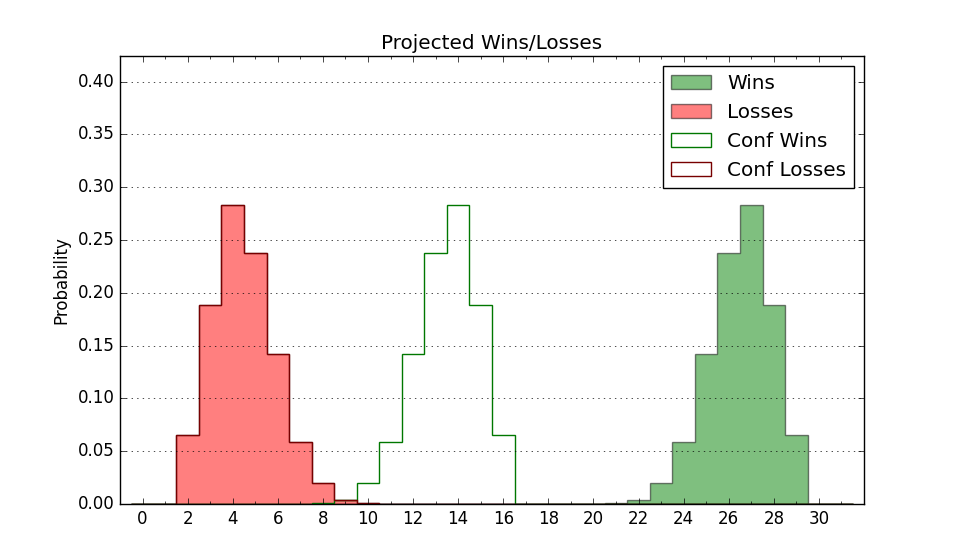 Projected Wins/Losses
Wins
Losses
Conf Wins
Conf Losses
Probability
0.40
0.35
0.30
0.25
0.20
0.15
0.10
0.05
0.00
0 2 4 6 8 10 12 14 16 18 20 22 24 26 28 30